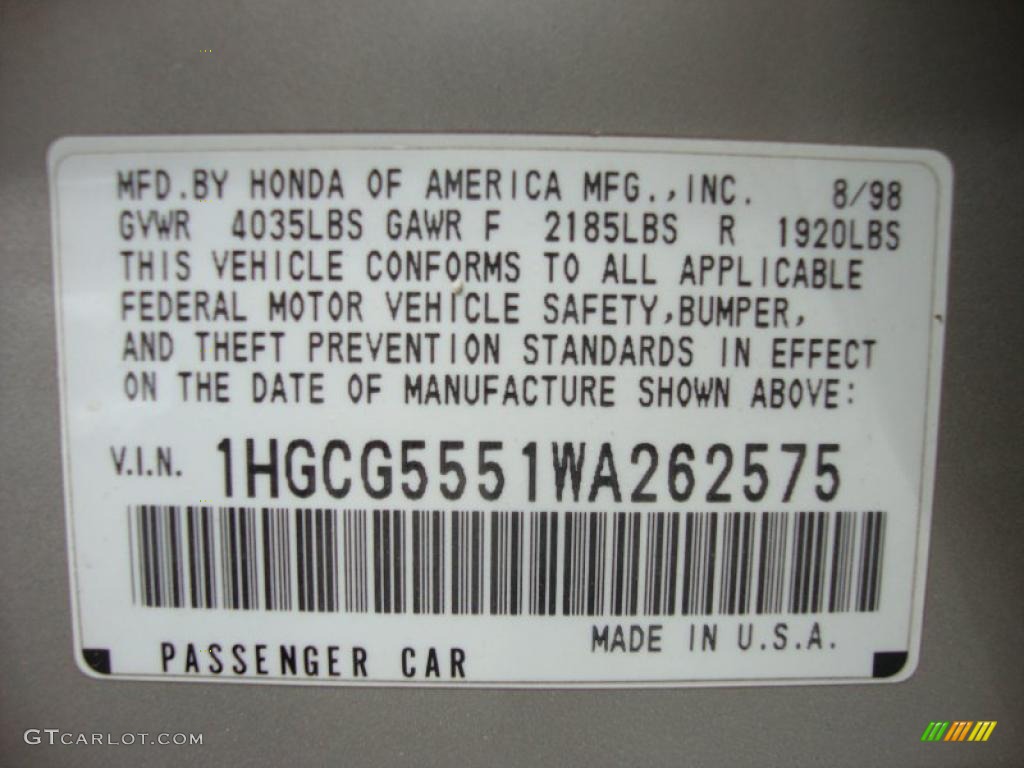 MFD.BY HONDA OF AMERICA MFG.,INC. 8/98
GVWR 4035LBS GAWR F 2185LBS R 1920LBS
THIS VEHICLE CONFORMS TO ALL APPLICABLE
FEDERAL MOTOR VEHICLE SAFETY,BUMPER,
AND THEFT PREVENTION STANDARDS IN EFFECT
ON THE DATE OF MANUFACTURE SHOWN ABOVE:
V.I.N. 1HGCG5551WA262575
MADE IN U.S.A.
PASSENGER CAR
GTCARLOT.COM